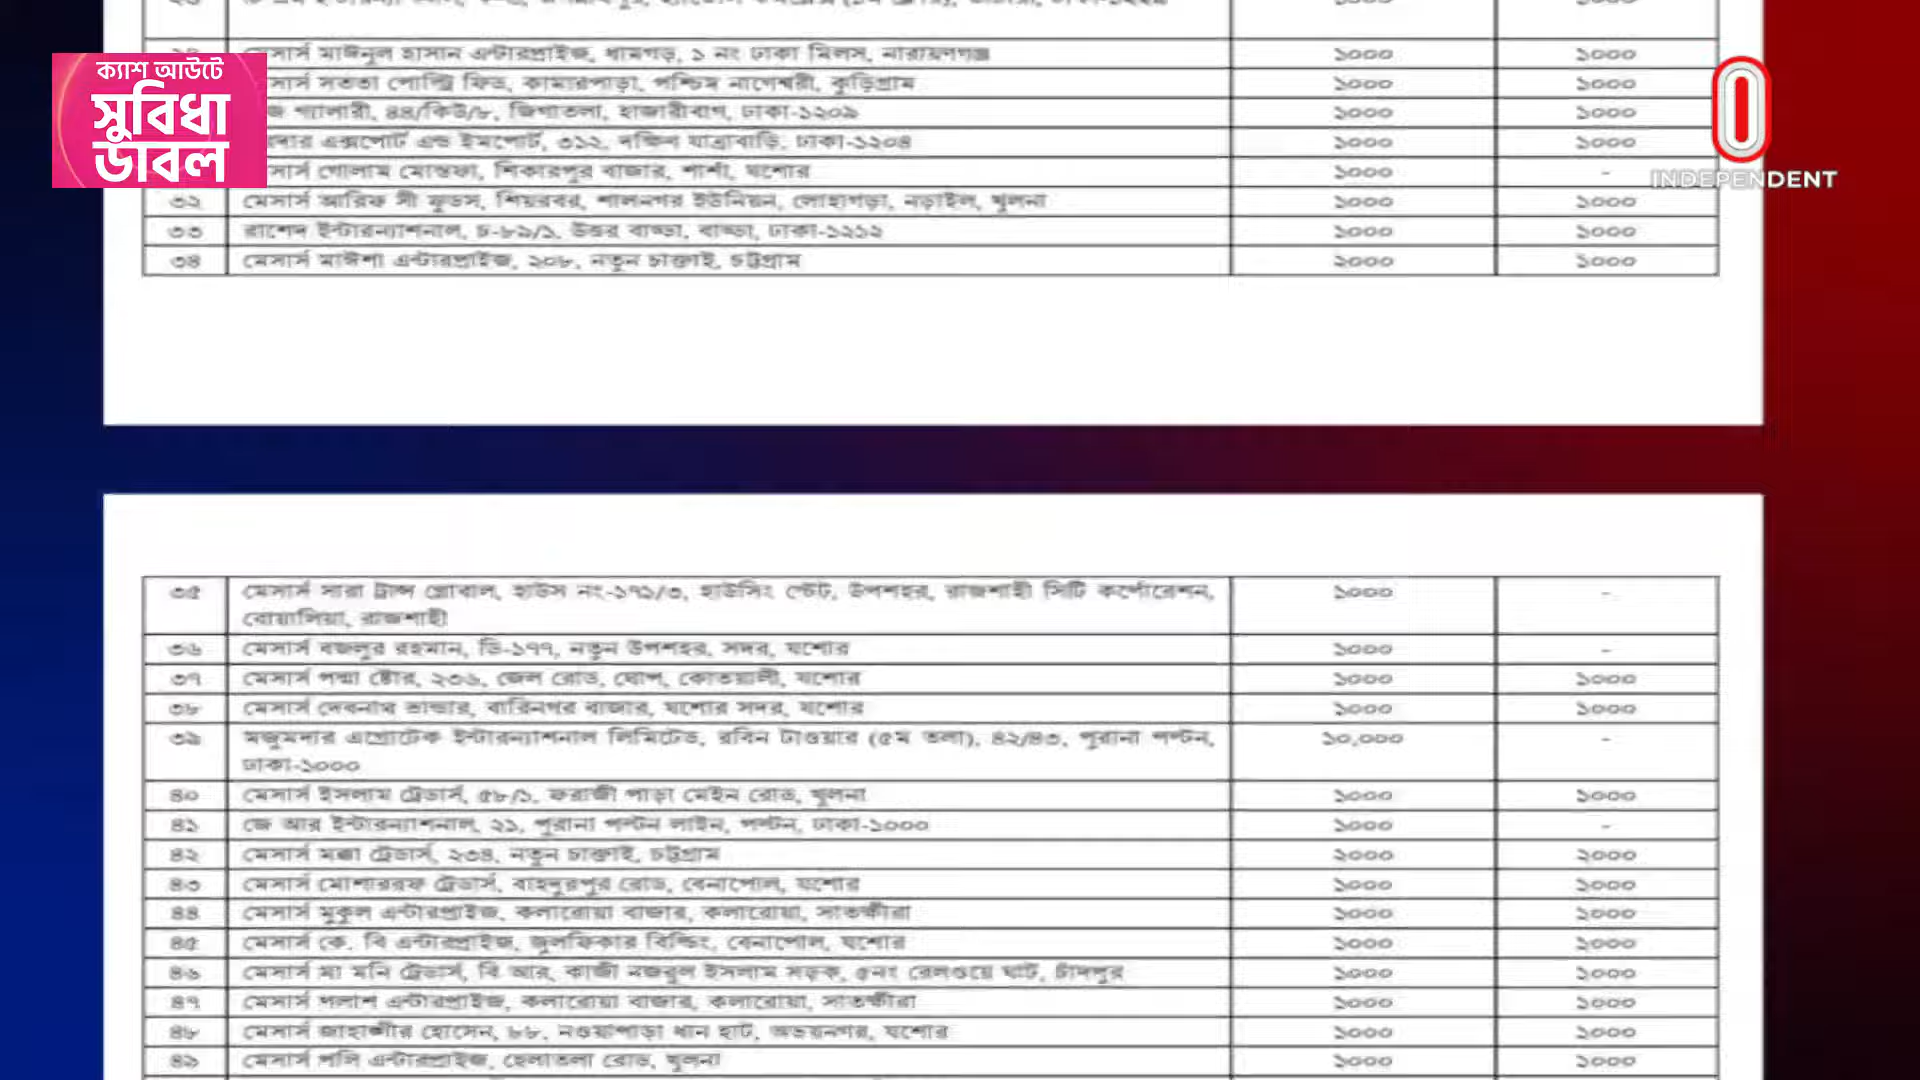 ক্যাশ আউটে
সুবিধা
ডাবল
INDEPENDENT
মেসার্স মাঈনুল হাসান এন্টারপ্রাইজ, ধামগড়, ১ নং ঢাকা মিলস, নারায়ণগঞ্জ ১০০০ ১০০০
সততা পোল্ট্রি ফিড, কামারপাড়া, পশ্চিম নাগেশ্বরী, কুড়িগ্রাম ১০০০ ১০০০
গ্যালারী, ৪৪/কিউ/৮, জিগাতলা, হাজারীবাগ, ঢাকা-১২০৯ ১০০০ ১০০০
এক্সপোর্ট এন্ড ইমপোর্ট, ৩১২, দক্ষিন যাত্রাবাড়ি, ঢাকা-১২০৪ ১০০০ ১০০০
গোলাম মোস্তফা, শিকারপুর বাজার, শার্শা, যশোর ১০০০ -
৩২ মেসার্স আরিফ সী ফুডস, শিয়রবর, শালনগর ইউনিয়ন, লোহাগড়া, নড়াইল, খুলনা ১০০০ ১০০০
৩৩ রাশেদ ইন্টারন্যাশনাল, চ-৮৯/১, উত্তর বাড্ডা, বাড্ডা, ঢাকা-১২১২ ১০০০ ১০০০
৩৪ মেসার্স মাঈশা এন্টারপ্রাইজ, ২০৮, নতুন চাক্তাই, চট্টগ্রাম ২০০০ ১০০০
৩৫ মেসার্স সারা ট্রান্স গ্লোবাল, হাউস নং-১৭১/৩, হাউসিং স্টেট, উপশহর, রাজশাহী সিটি কর্পোরেশন, ১০০০ -
বোয়ালিয়া, রাজশাহী
৩৬ মেসার্স বজলুর রহমান, ডি-১৭৭, নতুন উপশহর, সদর, যশোর ১০০০ -
৩৭ মেসার্স পদ্মা ষ্টোর, ২৩৬, জেল রোড, ঘোপ, কোতয়ালী, যশোর ১০০০ ১০০০
৩৮ মেসার্স দেবনাথ ভান্ডার, বারিনগর বাজার, যশোর সদর, যশোর ১০০০ ১০০০
৩৯ মজুমদার এগ্রোটেক ইন্টারন্যাশনাল লিমিটেড, রবিন টাওয়ার (৫ম তলা), ৪২/৪৩, পুরানা পল্টন, ১০,০০০ -
ঢাকা-১০০০
৪০ মেসার্স ইসলাম ট্রেডার্স, ৫৮/১, ফরাজী পাড়া মেইন রোড, খুলনা ১০০০ ১০০০
৪১ জে আর ইন্টারন্যাশনাল, ২১, পুরানা পল্টন লাইন, পল্টন, ঢাকা-১০০০ ১০০০ -
৪২ মেসার্স মক্কা ট্রেডার্স, ২৩৪, নতুন চাক্তাই, চট্টগ্রাম ২০০০ ২০০০
৪৩ মেসার্স মোশাররফ ট্রেডার্স, বাহাদুরপুর রোড, বেনাপোল, যশোর ১০০০ ১০০০
৪৪ মেসার্স মুকুল এন্টারপ্রাইজ, কলারোয়া বাজার, কলারোয়া, সাতক্ষীরা ১০০০ ১০০০
৪৫ মেসার্স কে. বি এন্টারপ্রাইজ, জুলফিকার বিল্ডিং, বেনাপোল, যশোর ১০০০ ১০০০
৪৬ মেসার্স মা মনি ট্রেডার্স, বি আর, কাজী নজরুল ইসলাম সড়ক, ৫নং রেলওয়ে ঘাট, চাঁদপুর ১০০০ ১০০০
৪৭ মেসার্স পলাশ এন্টারপ্রাইজ, কলারোয়া বাজার, কলারোয়া, সাতক্ষীরা ১০০০ ১০০০
৪৮ মেসার্স জাহাঙ্গীর হোসেন, ৮৮, নওয়াপাড়া ধান হাট, অভয়নগর, যশোর ১০০০ ১০০০
৪৯ মেসার্স পলি এন্টারপ্রাইজ, হেলাতলা রোড, খুলনা ১০০০ ১০০০